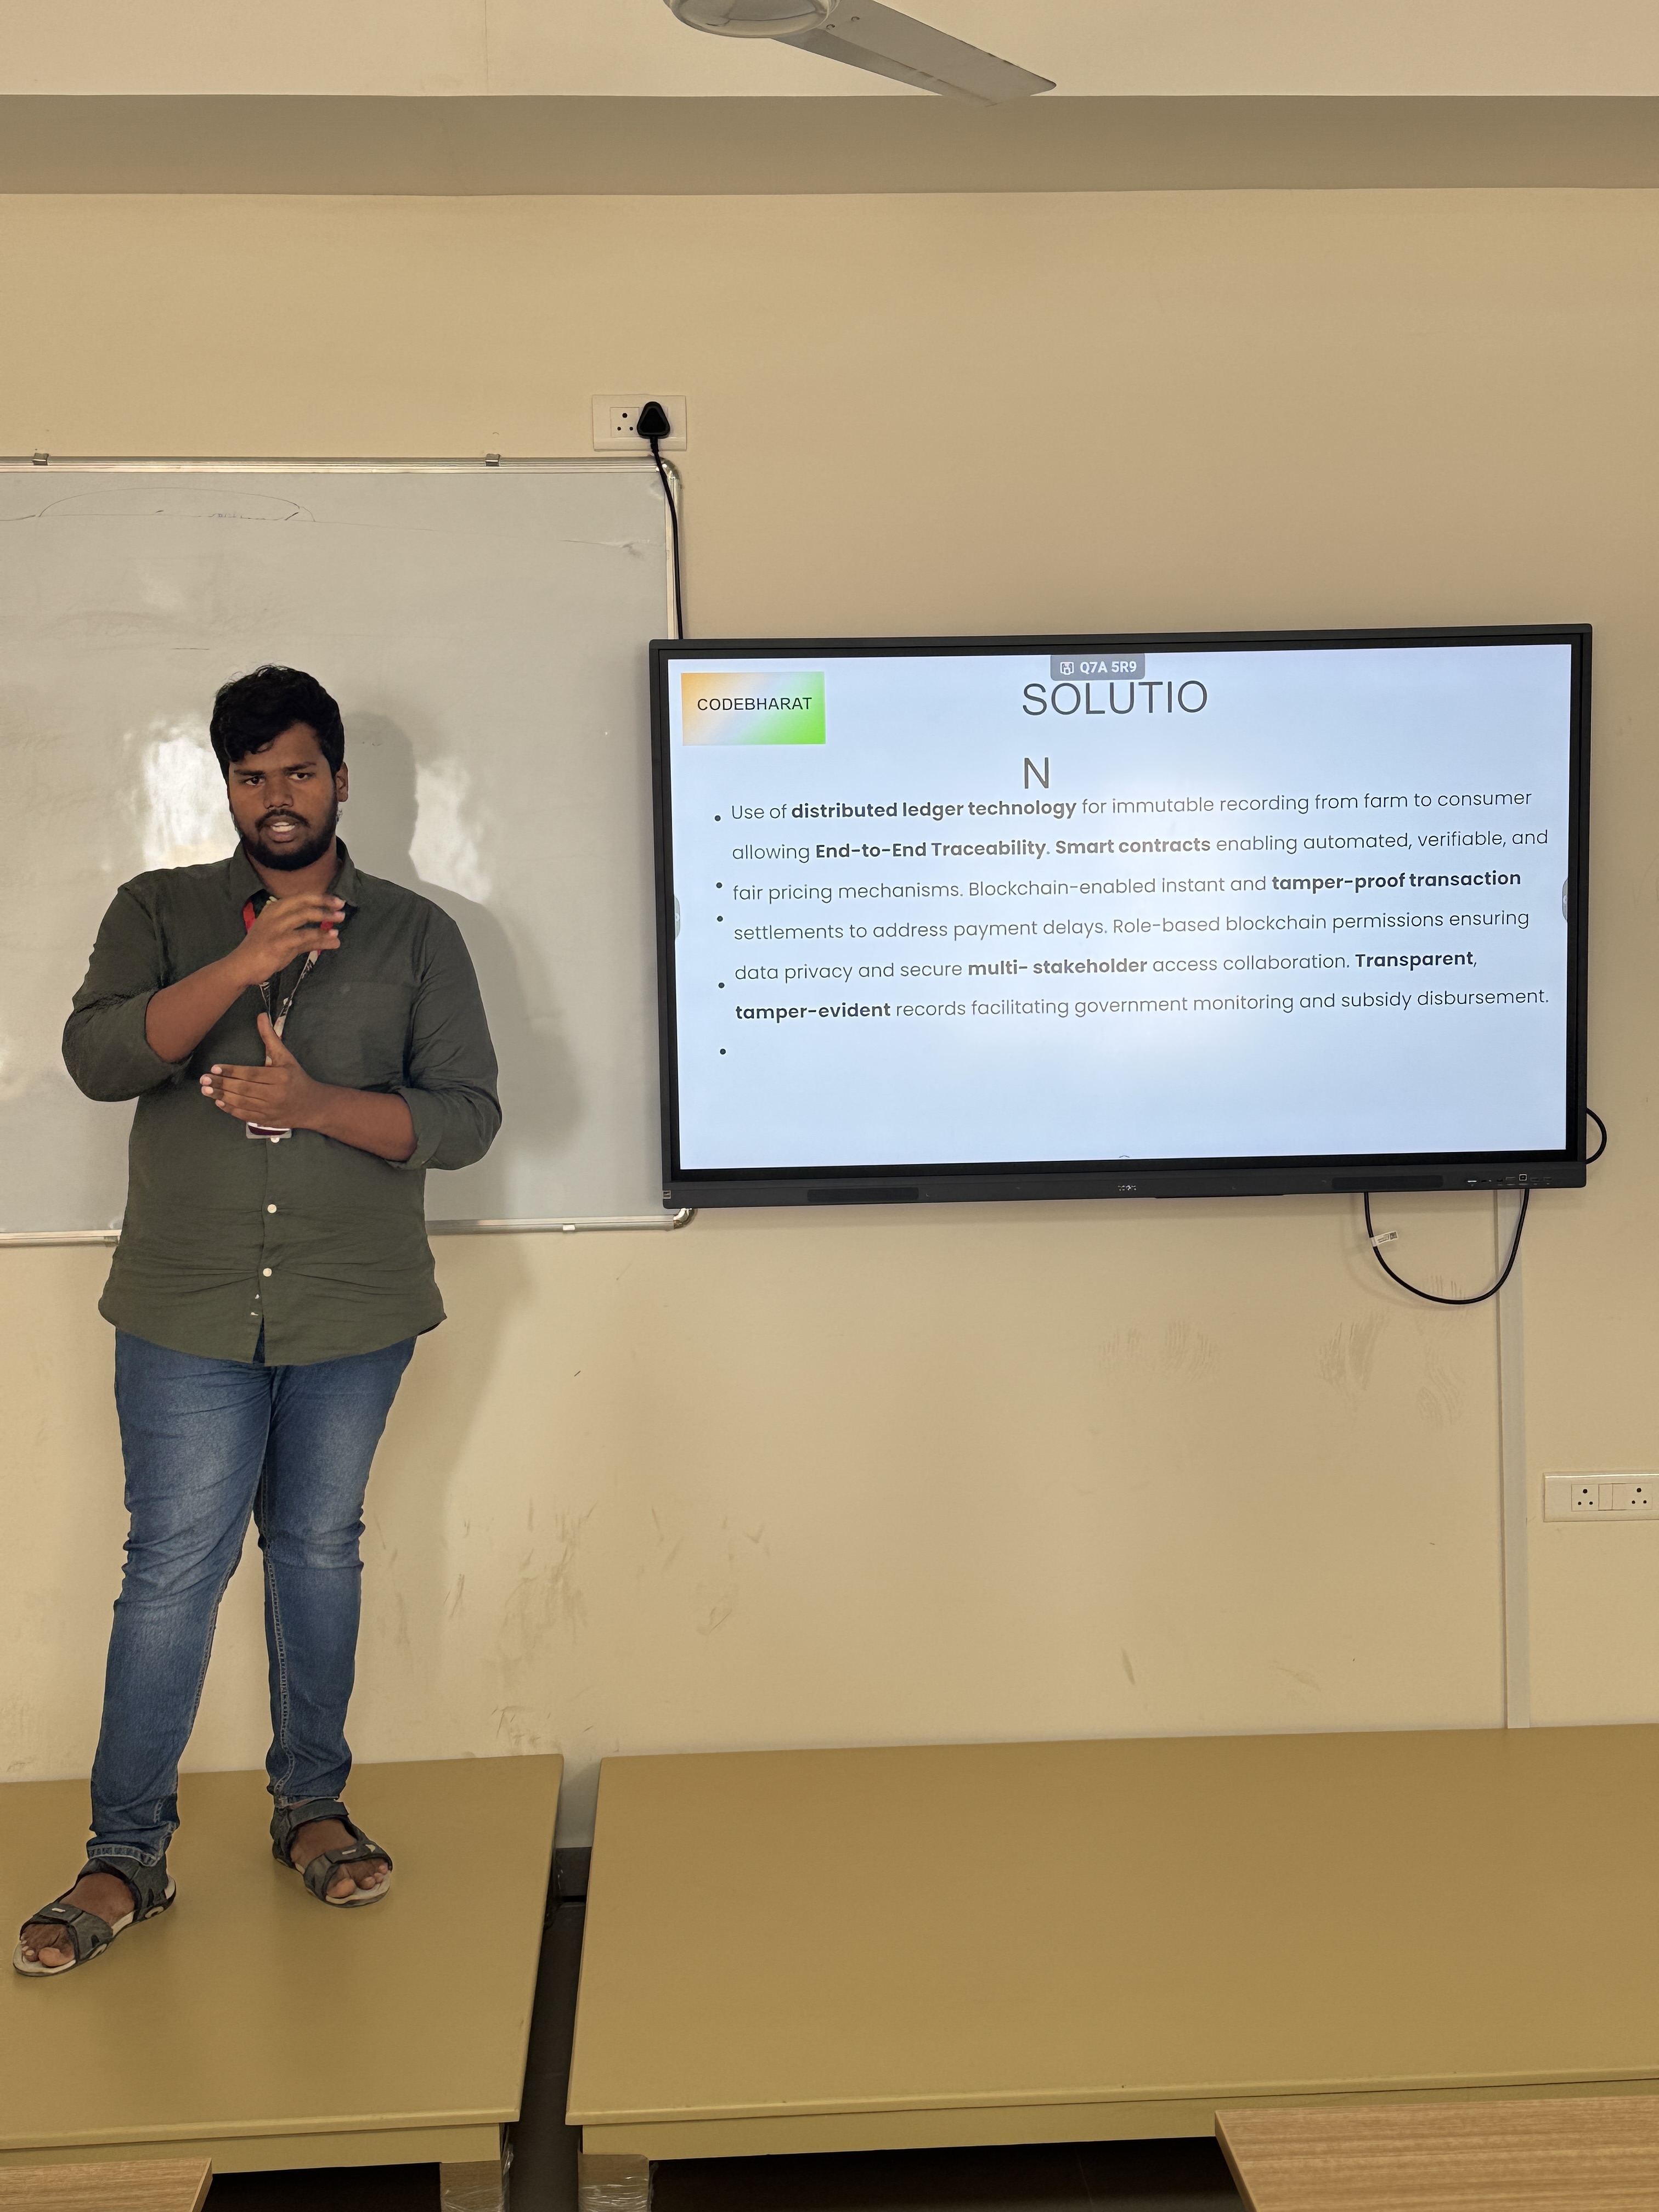 Q7A 5R9
CODEBHARAT
SOLUTIO
N
• Use of distributed ledger technology for immutable recording from farm to consumer
allowing End-to-End Traceability. Smart contracts enabling automated, verifiable, and
• fair pricing mechanisms. Blockchain-enabled instant and tamper-proof transaction
• settlements to address payment delays. Role-based blockchain permissions ensuring
data privacy and secure multi- stakeholder access collaboration. Transparent,
• tamper-evident records facilitating government monitoring and subsidy disbursement.
•